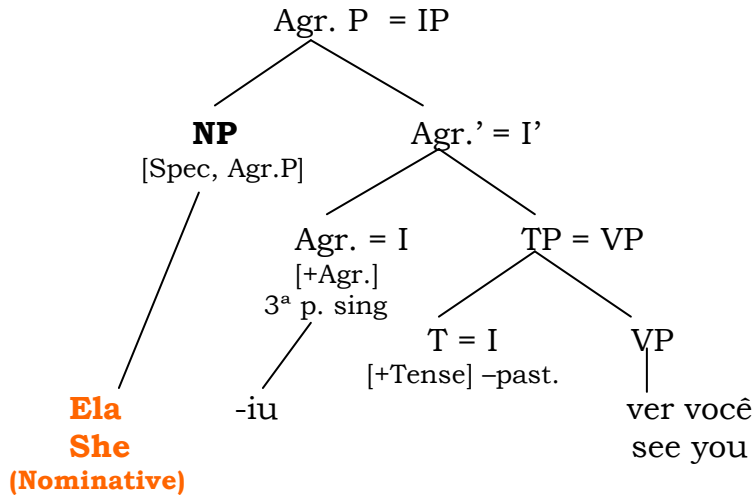 Agr. P = IP
NP
Agr.’ = I’
[Spec, Agr.P]
Agr. = I
TP = VP
[+Agr.]
3ª p. sing
T = I
VP
[+Tense] –past.
Ela
-iu
ver você
She
see you
(Nominative)